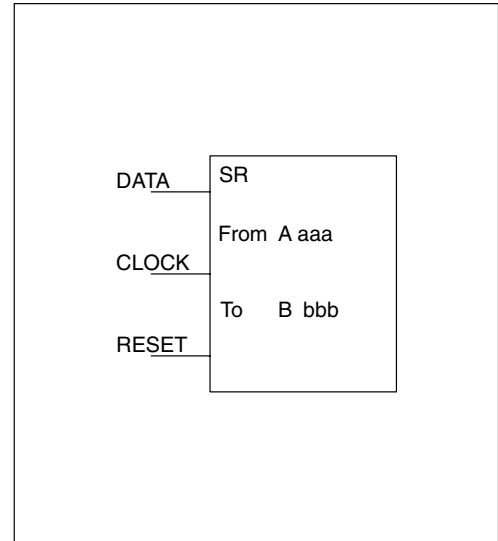 DATA
SR
From A aaa
CLOCK
To B bbb
RESET